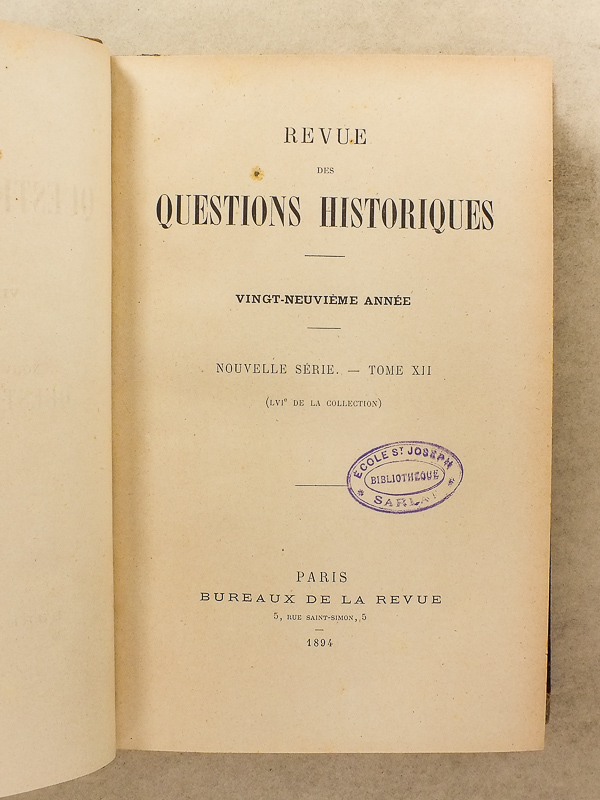 REVUE
DES
QUESTIONS HISTORIQUES
VINGT-NEUVIÈME ANNÉE
NOUVELLE SÉRIE. — TOME XII
(LVIe DE LA COLLECTION)
ÉCOLE ST JOSEPH
BIBLIOTHÈQUE
SARLAT
PARIS
BUREAUX DE LA REVUE
5, RUE SAINT-SIMON, 5
1894